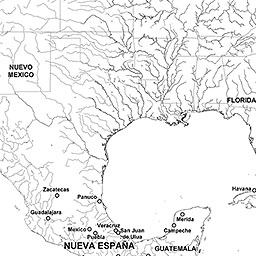 NUEVO
MEXICO
FLORIDA
Zacatecas
Panuco
Havana
Guadalajara
Merida
Mexico
Veracruz
San Juan
de Ulua
Campeche
Puebla
NUEVA ESPAÑA
GUATEMALA